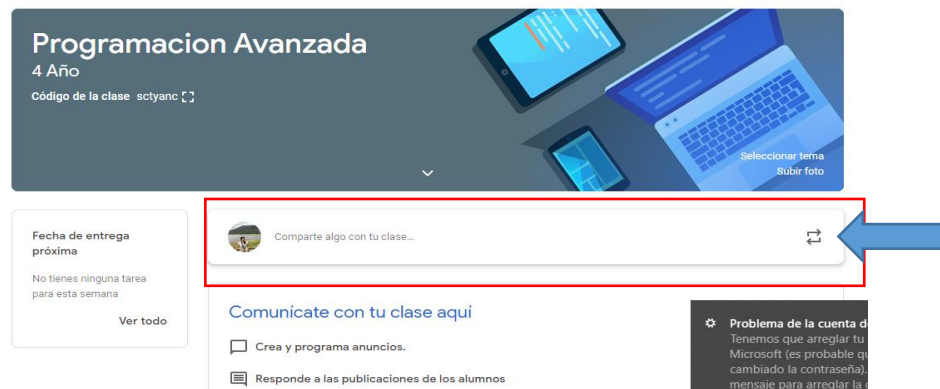 Programacion Avanzada
4 Año
Código de la clase sctyanc
Seleccionar tema
Subir foto
Fecha de entrega
próxima
No tienes ninguna tarea
para esta semana
Ver todo
Comparte algo con tu clase...
Comunícate con tu clase aquí
Crea y programa anuncios.
Responde a las publicaciones de los alumnos
Problema de la cuenta d
Tenemos que arreglar tu
Microsoft (es probable qu
cambiado la contraseña).
mensaje para arreglar la